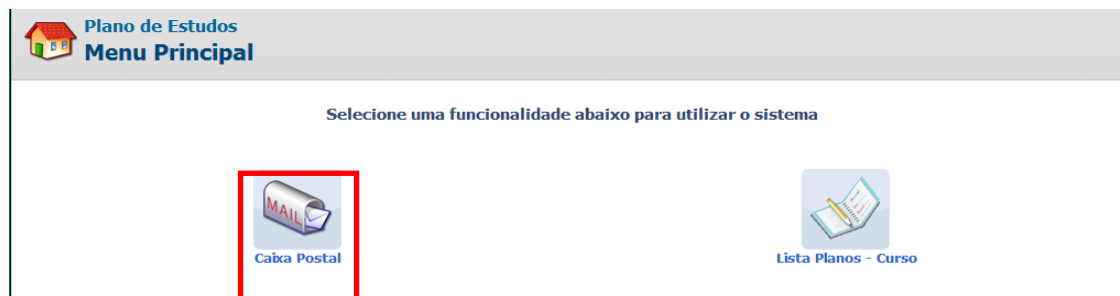 Plano de Estudos
Menu Principal
Selecione uma funcionalidade abaixo para utilizar o sistema
MAIL
Caixa Postal
Lista Planos - Curso